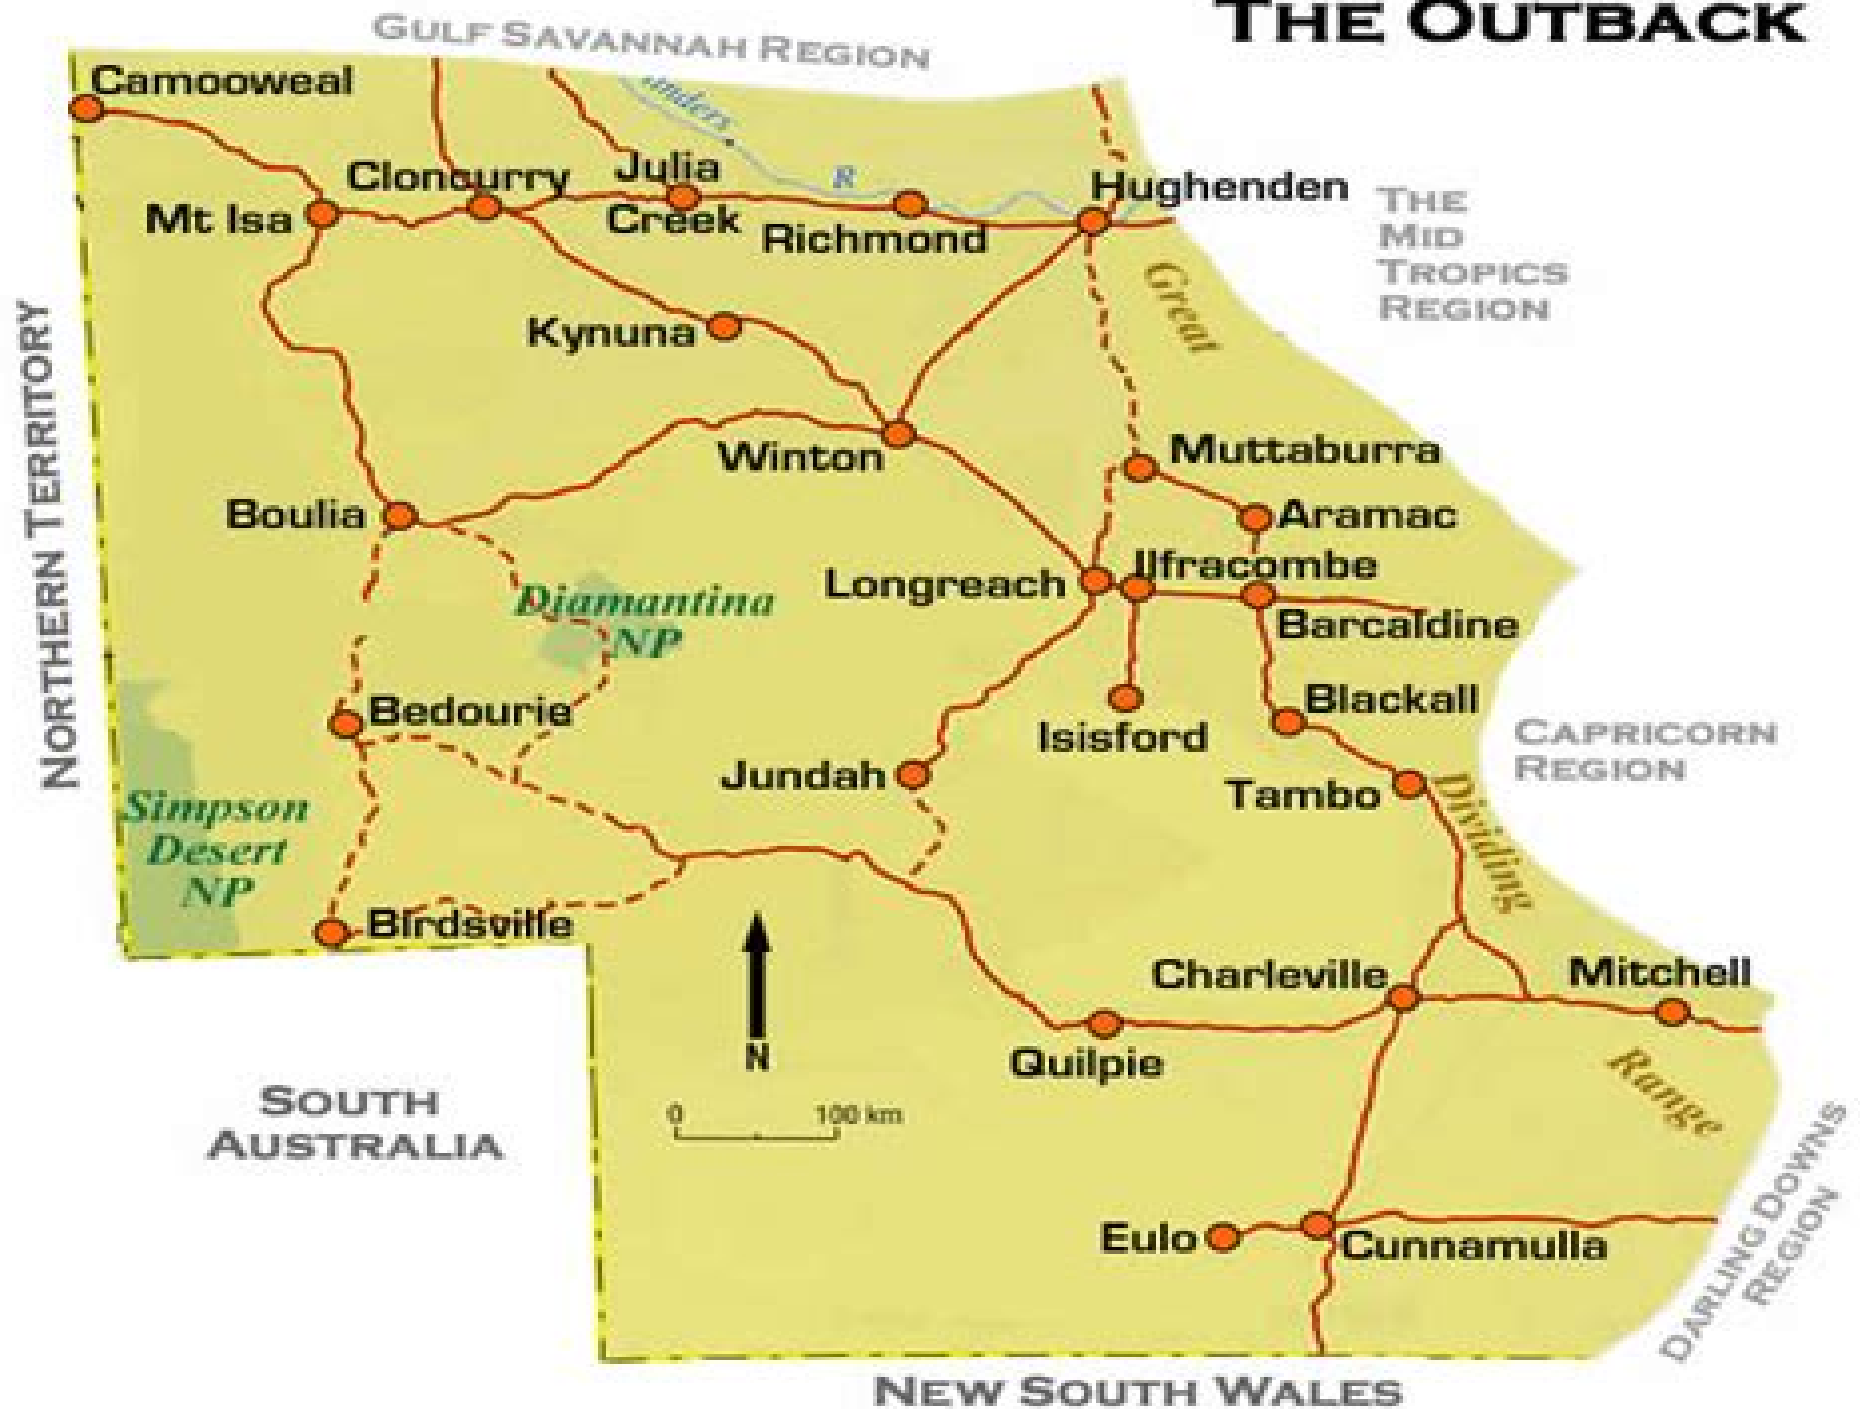 THE OUTBACK
GULF SAVANNAH REGION
Camooweal
inders
R
Julia
Creek
Cloncurry
Mt Isa
Richmond
Hughenden
THE
MID
TROPICS
REGION
Great
Kynuna
Winton
Muttaburra
Boulia
Aramac
Longreach
Ilfracombe
Barcaldine
NORTHERN TERRITORY
Diamantina
NP
Bedourie
Isisford
Blackall
CAPRICORN
REGION
Jundah
Tambo
Dividing
Simpson
Desert
NP
Birdsville
Charleville
Mitchell
N
Quilpie
Range
SOUTH
AUSTRALIA
0 100 km
Eulo
Cunnamulla
DARLING DOWNS
REGION
NEW SOUTH WALES